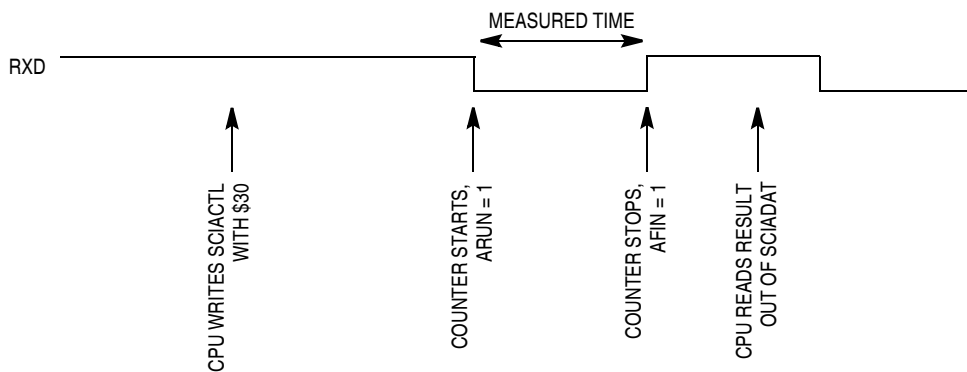 MEASURED TIME
RXD
CPU WRITES SCIACTL
WITH $30
COUNTER STARTS,
ARUN = 1
COUNTER STOPS,
AFIN = 1
CPU READS RESULT
OUT OF SCIADAT